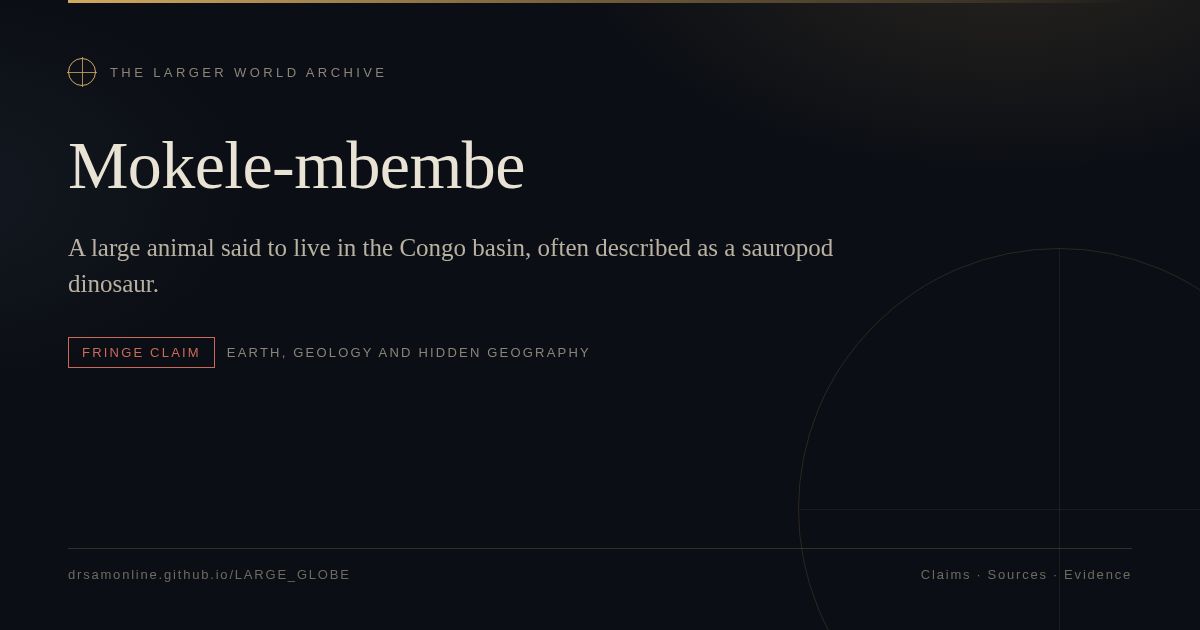 THE LARGER WORLD ARCHIVE
Mokele-mbembe
A large animal said to live in the Congo basin, often described as a sauropod
dinosaur.
FRINGE CLAIM
EARTH, GEOLOGY AND HIDDEN GEOGRAPHY
drsamonline.github.io/LARGE_GLOBE
Claims · Sources · Evidence